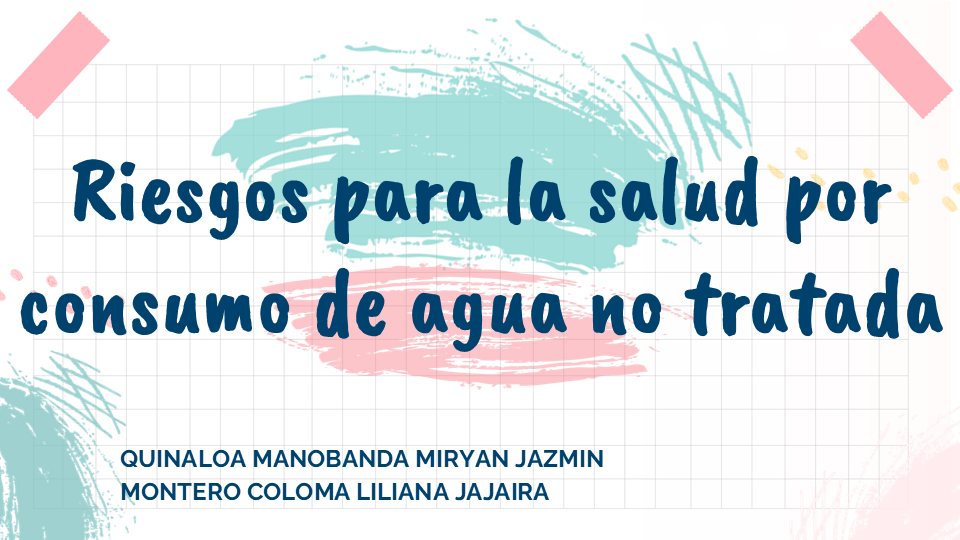 Riesgos para la salud por
consumo de agua no tratada
QUINALOA MANOBANDA MIRYAN JAZMIN
MONTERO COLOMA LILIANA JAJAIRA